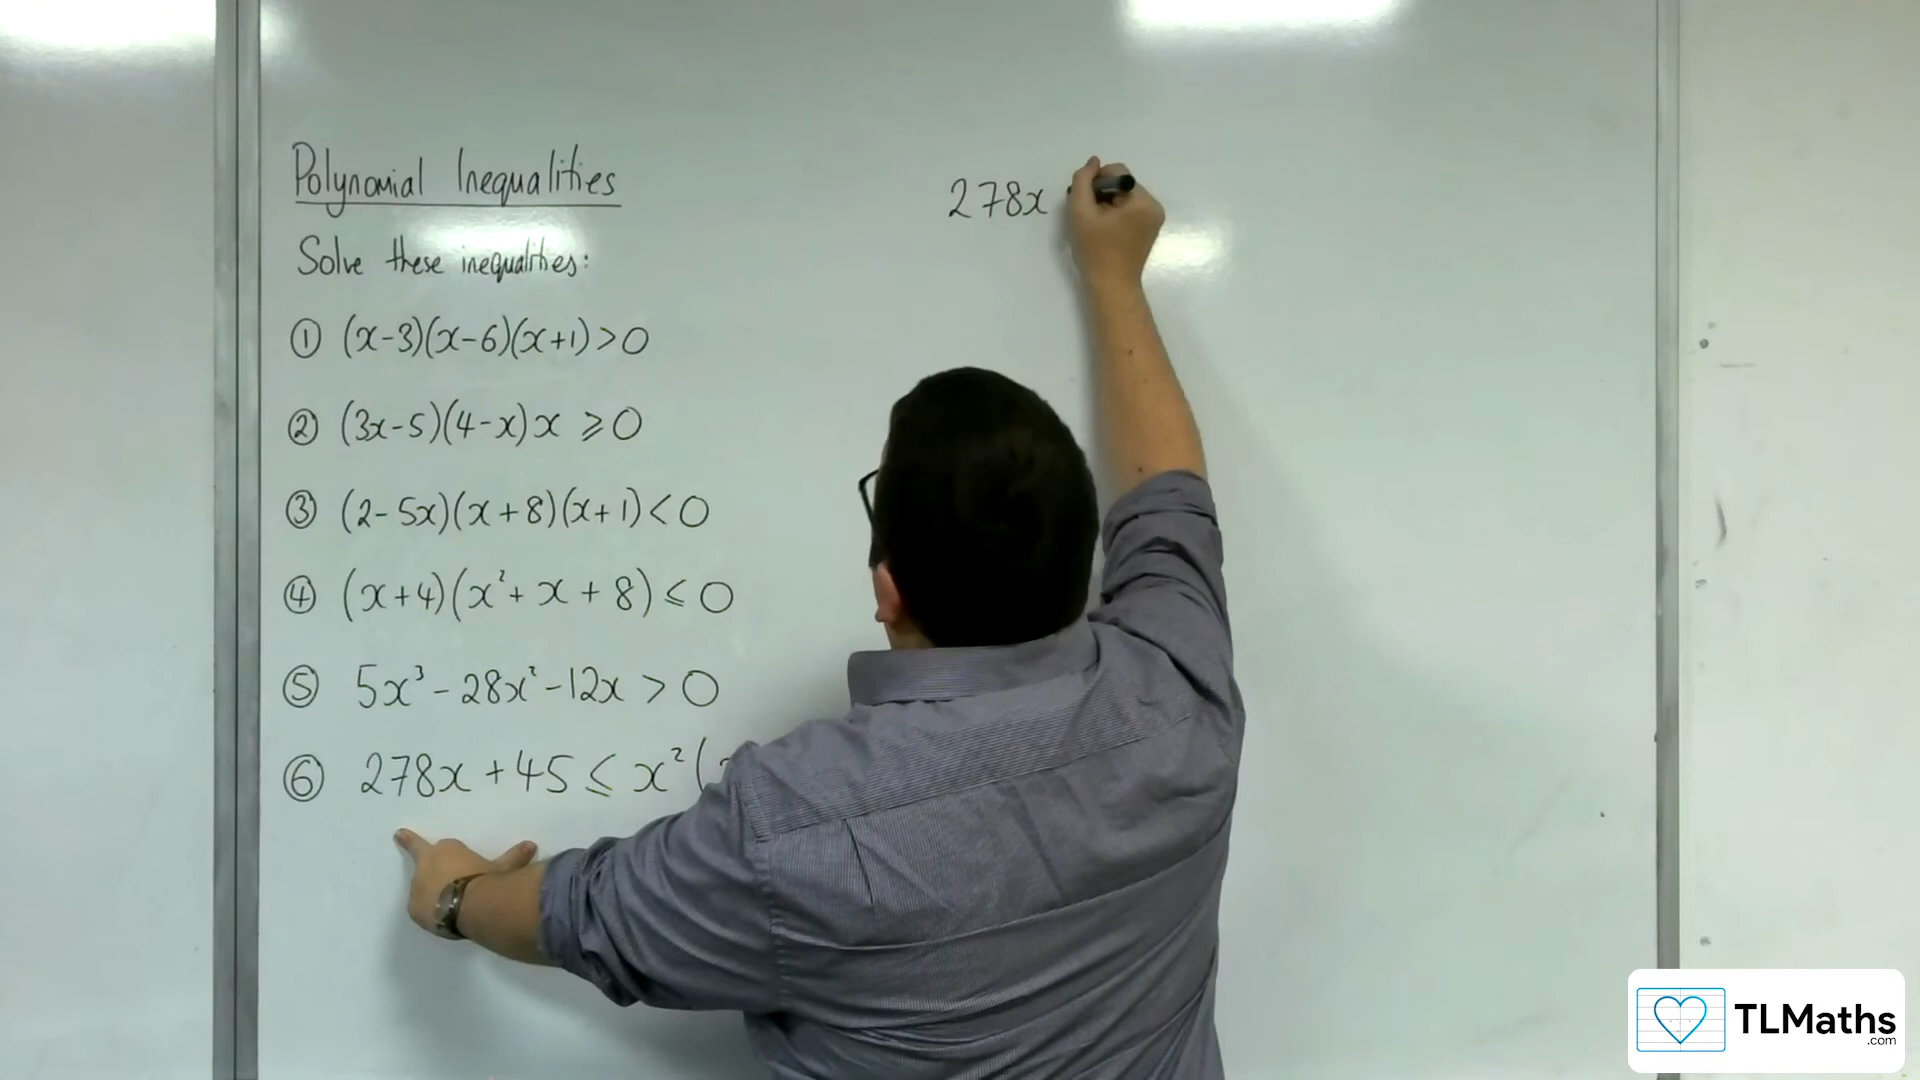 Polynomial Inequalities
Solve these inequalities:
① (x-3)(x-6)(x+1)>0
② (3x-5)(4-x)x ⩾0
③ (2-5x)(x+8)(x+1)<0
④ (x+4)(x²+x+8)≤0
⑤ 5x³-28x²-12x>0
⑥ 278x+45≤x²(
278x
TLMaths
.com